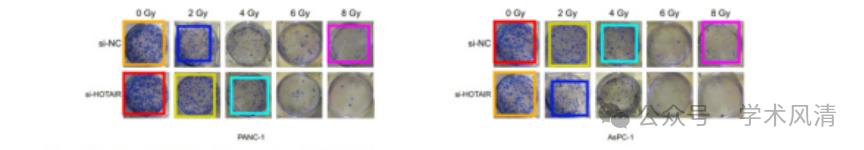 0 Gy 2 Gy 4 Gy 6 Gy 8 Gy
si-NC
si-HOTAIR
PANC-1
0 Gy 2 Gy 4 Gy 6 Gy 8 Gy
si-NC
si-HOTAIR
AsPC-1
公众号 学术风清